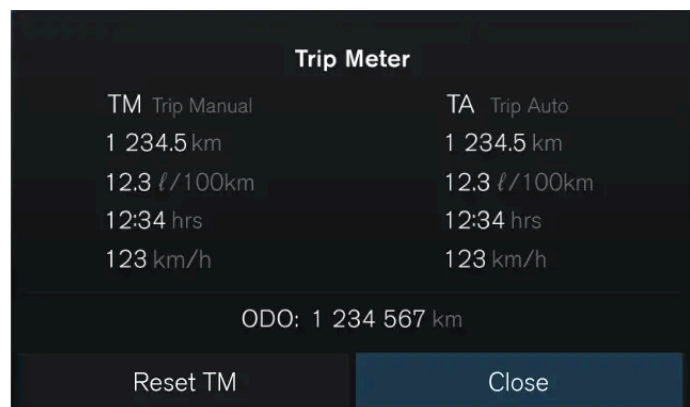 Trip Meter
TM Trip Manual
1 234.5 km
12.3 ℓ/100km
12:34 hrs
123 km/h
TA Trip Auto
1 234.5 km
12.3 ℓ/100km
12:34 hrs
123 km/h
ODO: 1 234 567 km
Reset TM
Close